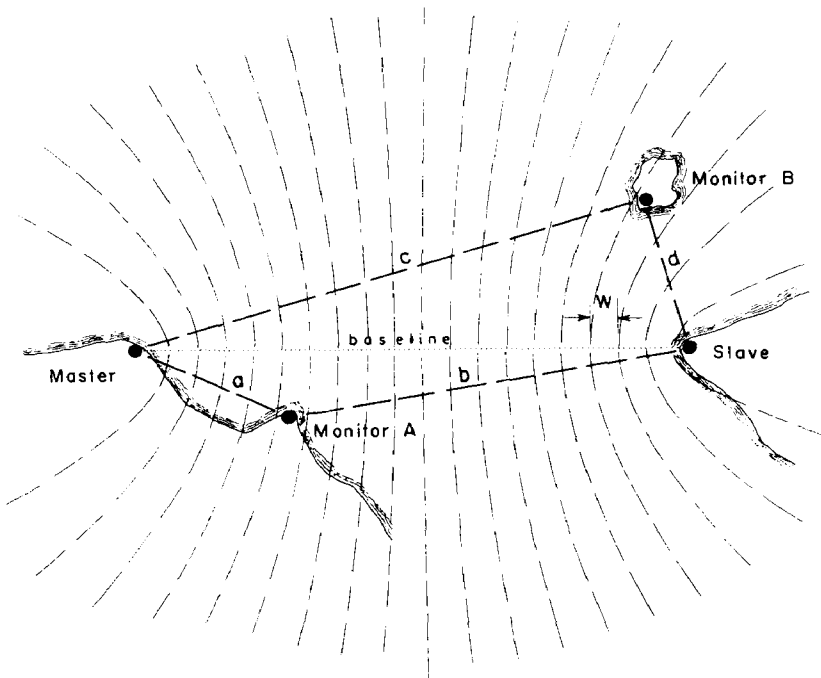 Monitor B
c
d
W
baseline
Master
Slave
a
b
Monitor A